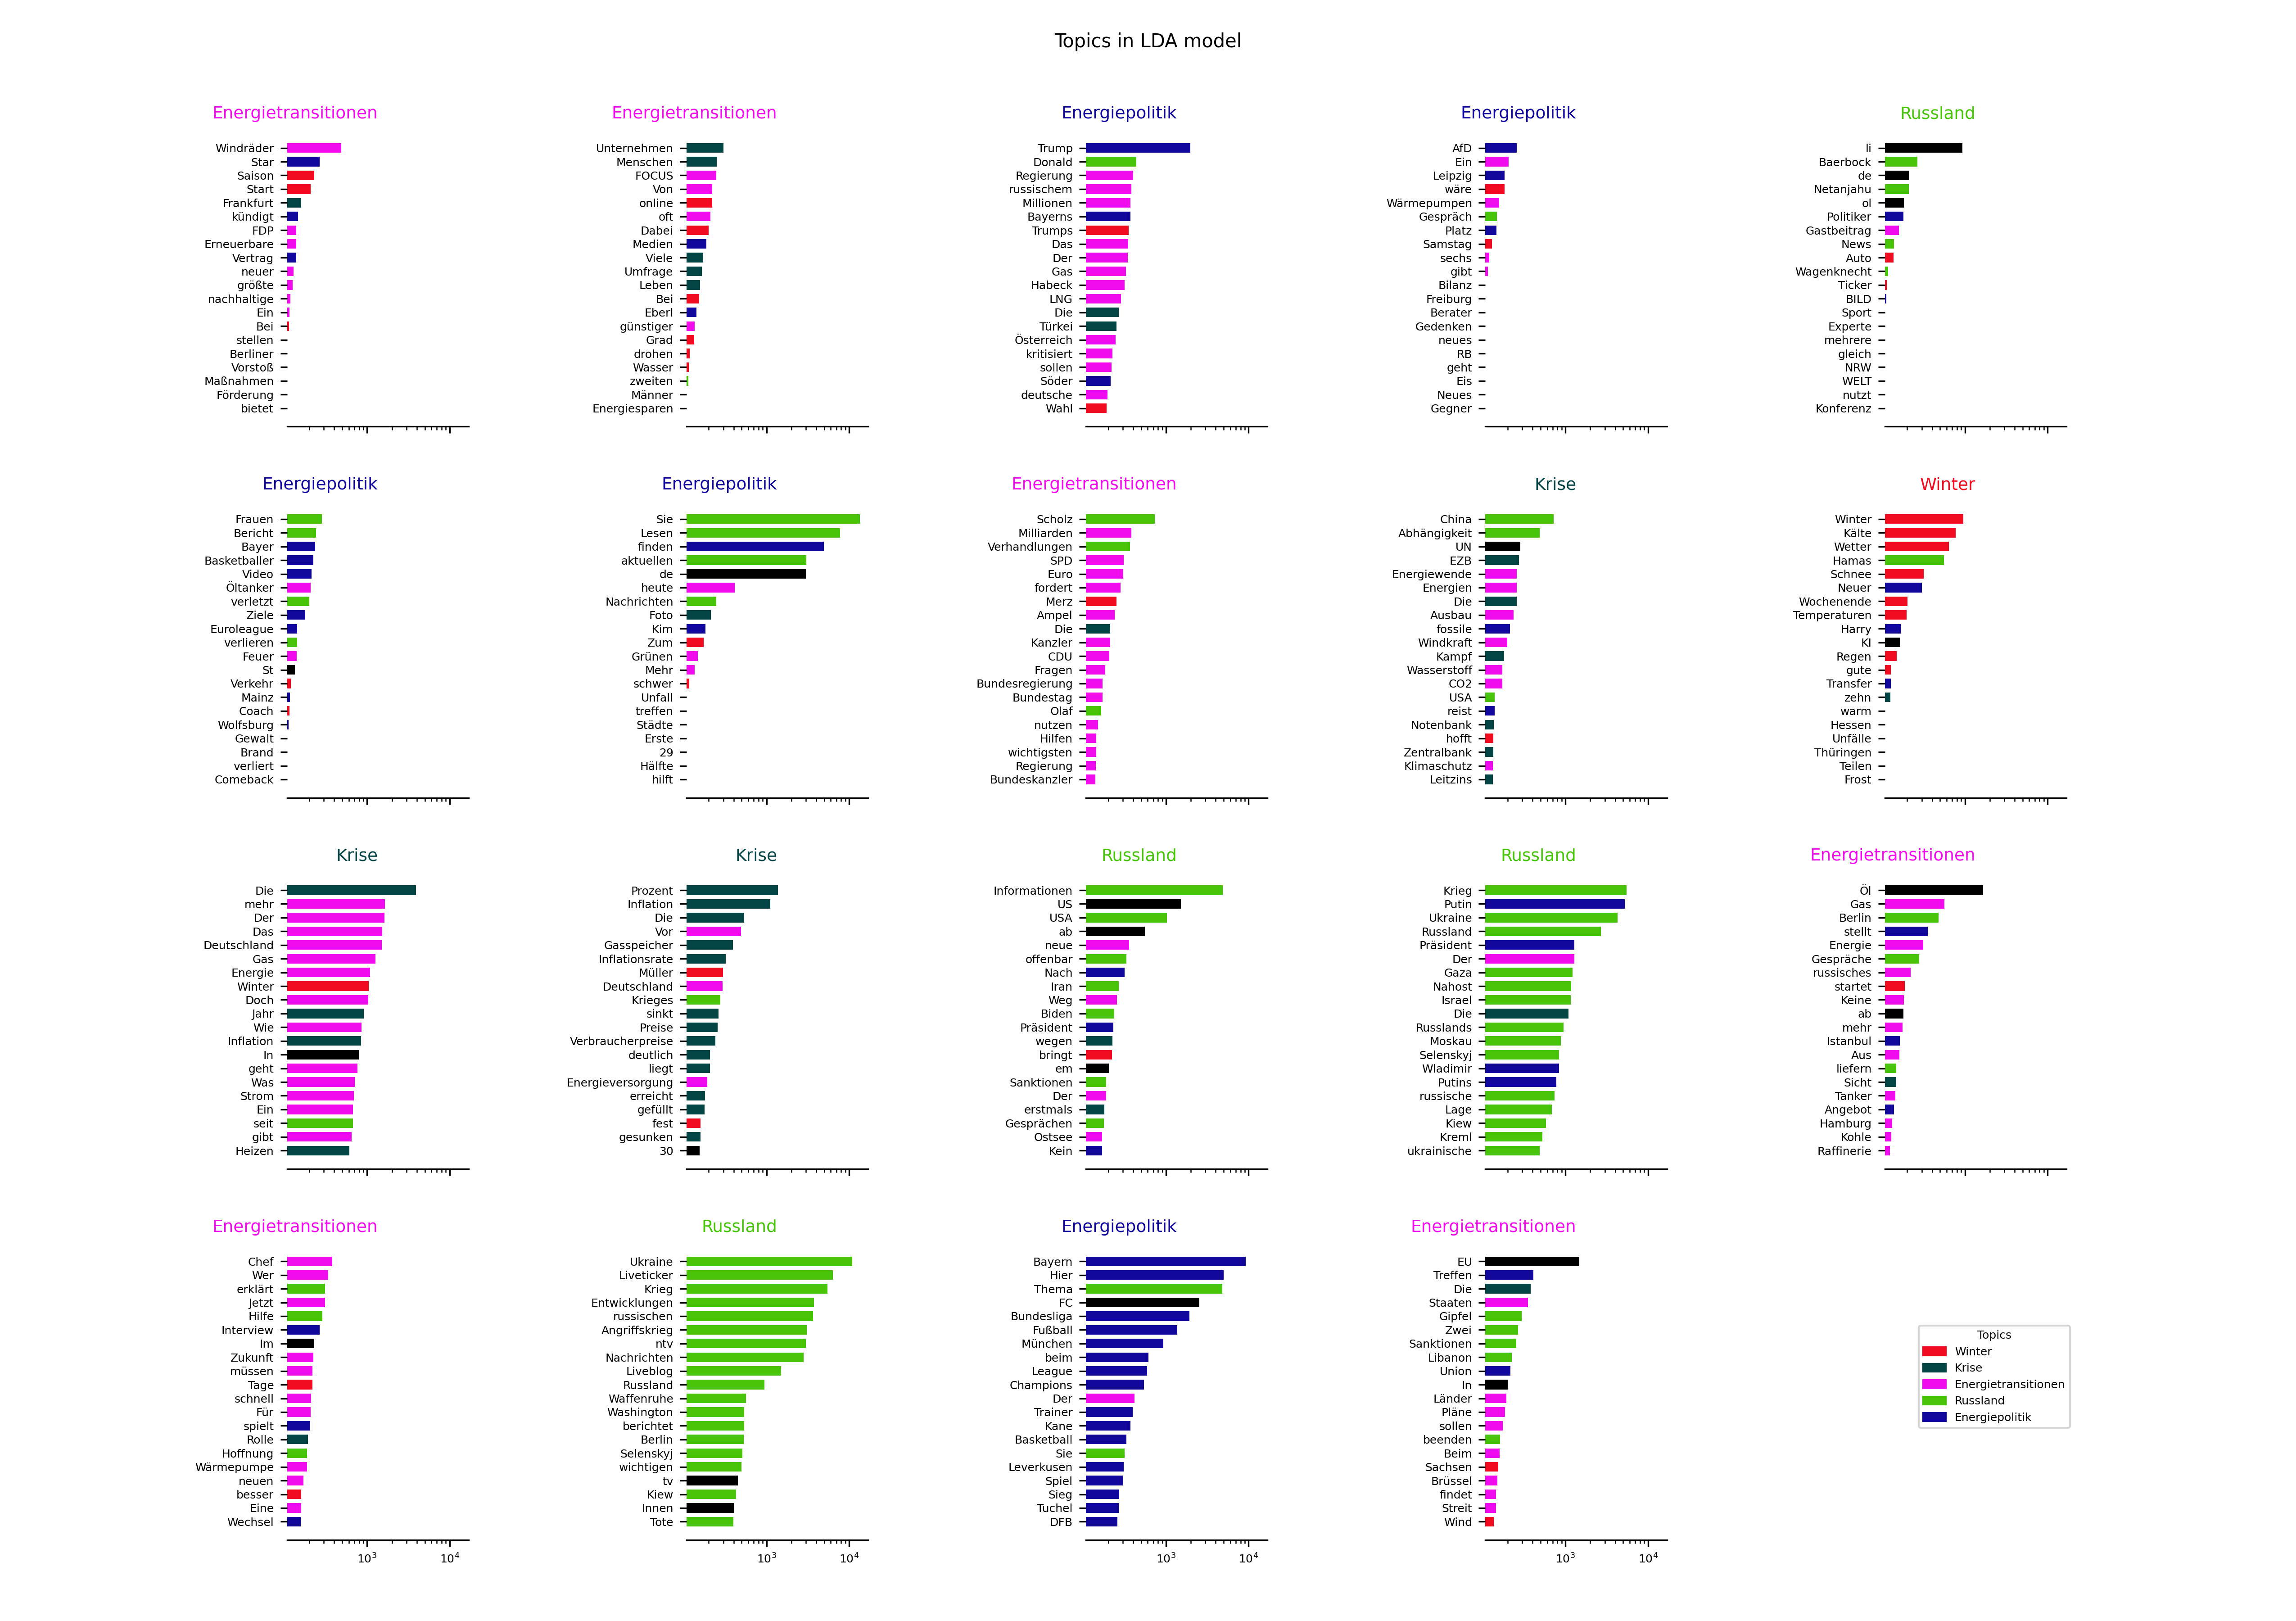 Topics in LDA model
Energietransitionen
Windräder
Star
Saison
Start
Frankfurt
kündigt
FDP
Erneuerbare
Vertrag
neuer
größte
nachhaltige
Ein
Bei
stellen
Berliner
Vorstoß
Maßnahmen
Förderung
bietet
Energietransitionen
Unternehmen
Menschen
FOCUS
Von
online
oft
Dabei
Medien
Viele
Umfrage
Leben
Bei
Eberl
günstiger
Grad
drohen
Wasser
zweiten
Männer
Energiesparen
Energiepolitik
Trump
Donald
Regierung
russischem
Millionen
Bayerns
Trumps
Das
Der
Gas
Habeck
LNG
Die
Türkei
Österreich
kritisiert
sollen
Söder
deutsche
Wahl
Energiepolitik
AfD
Ein
Leipzig
wäre
Wärmepumpen
Gespräch
Platz
Samstag
sechs
gibt
Bilanz
Freiburg
Berater
Gedenken
neues
RB
geht
Eis
Neues
Gegner
Russland
li
Baerbock
de
Netanjahu
ol
Politiker
Gastbeitrag
News
Auto
Wagenknecht
Ticker
BILD
Sport
Experte
mehrere
gleich
NRW
WELT
nutzt
Konferenz
Energiepolitik
Frauen
Bericht
Bayer
Basketballer
Video
Öltanker
verletzt
Ziele
Euroleague
verlieren
Feuer
St
Verkehr
Mainz
Coach
Wolfsburg
Gewalt
Brand
verliert
Comeback
Energiepolitik
Sie
Lesen
finden
aktuellen
de
heute
Nachrichten
Foto
Kim
Zum
Grünen
Mehr
schwer
Unfall
treffen
Städte
Erste
29
Hälfte
hilft
Energietransitionen
Scholz
Milliarden
Verhandlungen
SPD
Euro
fordert
Merz
Ampel
Die
Kanzler
CDU
Fragen
Bundesregierung
Bundestag
Olaf
nutzen
Hilfen
wichtigsten
Regierung
Bundeskanzler
Krise
China
Abhängigkeit
UN
EZB
Energiewende
Energien
Die
Ausbau
fossile
Windkraft
Kampf
Wasserstoff
CO2
USA
reist
Notenbank
hofft
Zentralbank
Klimaschutz
Leitzins
Winter
Winter
Kälte
Wetter
Hamas
Schnee
Neuer
Wochenende
Temperaturen
Harry
KI
Regen
gute
Transfer
zehn
warm
Hessen
Unfälle
Thüringen
Teilen
Frost
Krise
Die
mehr
Der
Das
Deutschland
Gas
Energie
Winter
Doch
Jahr
Wie
Inflation
In
geht
Was
Strom
Ein
seit
gibt
Heizen
Krise
Prozent
Inflation
Die
Vor
Gasspeicher
Inflationsrate
Müller
Deutschland
Krieges
sinkt
Preise
Verbraucherpreise
deutlich
liegt
Energieversorgung
erreicht
gefüllt
fest
gesunken
30
Russland
Informationen
US
USA
ab
neue
offenbar
Nach
Iran
Weg
Biden
Präsident
wegen
bringt
em
Sanktionen
Der
erstmals
Gesprächen
Ostsee
Kein
Russland
Krieg
Putin
Ukraine
Russland
Präsident
Der
Gaza
Nahost
Israel
Die
Russlands
Moskau
Selenskyj
Wladimir
Putins
russische
Lage
Kiew
Kreml
ukrainische
Energietransitionen
Öl
Gas
Berlin
stellt
Energie
Gespräche
russisches
startet
Keine
ab
mehr
Istanbul
Aus
liefern
Sicht
Tanker
Angebot
Hamburg
Kohle
Raffinerie
Energietransitionen
Chef
Wer
erklärt
Jetzt
Hilfe
Interview
Im
Zukunft
müssen
Tage
schnell
Für
spielt
Rolle
Hoffnung
Wärmepumpe
neuen
besser
Eine
Wechsel
10³ 10⁴
Russland
Ukraine
Liveticker
Krieg
Entwicklungen
russischen
Angriffskrieg
ntv
Nachrichten
Liveblog
Russland
Waffenruhe
Washington
berichtet
Berlin
Selenskyj
wichtigen
tv
Kiew
Innen
Tote
10³ 10⁴
Energiepolitik
Bayern
Hier
Thema
FC
Bundesliga
Fußball
München
beim
League
Champions
Der
Trainer
Kane
Basketball
Sie
Leverkusen
Spiel
Sieg
Tuchel
DFB
10³ 10⁴
Energietransitionen
EU
Treffen
Die
Staaten
Gipfel
Zwei
Sanktionen
Libanon
Union
In
Länder
Pläne
sollen
beenden
Beim
Sachsen
Brüssel
findet
Streit
Wind
10³ 10⁴
Topics
Winter
Krise
Energietransitionen
Russland
Energiepolitik